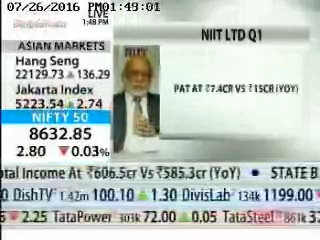 07/26/2016 PM01:49:01
LIVE
1:48 PM
ASIAN MARKETS
Hang Seng
22129.73 ▲ 136.29
Jakarta Index
5223.54 ▲ 2.74
NIFTY 50
8632.85
2.80 ▼ 0.03%
NIIT LTD Q1
PAT AT ₹7.4CR VS ₹15CR (YOY)
tal Income At ₹606.5cr Vs ₹585.3cr (YoY) • STATE B
0 DishTV 1.42m 100.10 ▲ 1.30 DivisLab 134k 1199.00
2.25 TataPower 303k 72.00 ▲ 0.05 TataSteel 861k 3